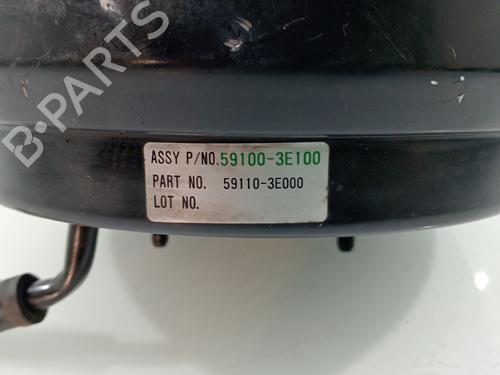 B-PARTS
ASSY P/NO.59100-3E100
PART NO. 59110-3E000
LOT NO.